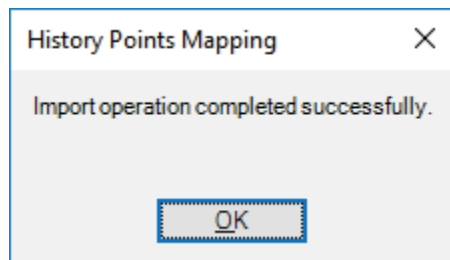 History Points Mapping
Import operation completed successfully.
OK